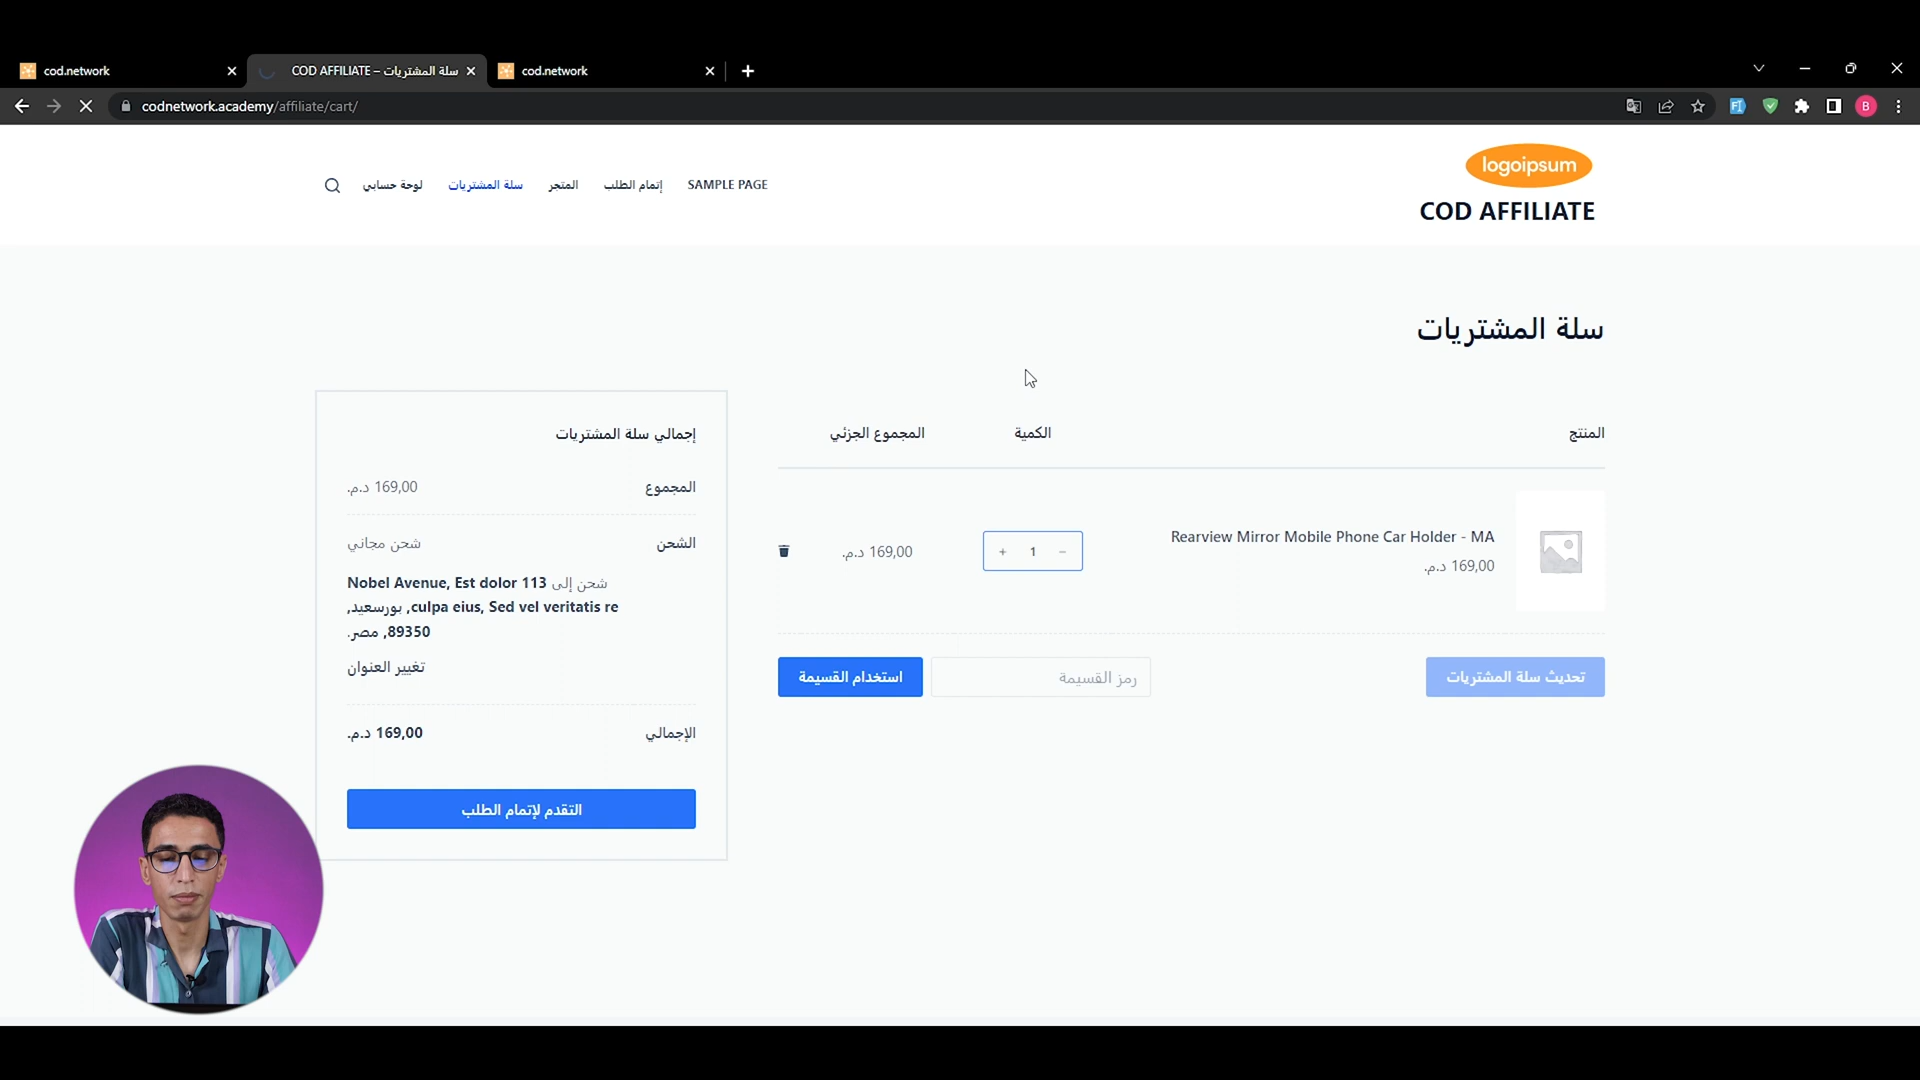 cod.network
سلة المشتريات – COD AFFILIATE
cod.network
codnetwork.academy/affiliate/cart/
B
logoipsum
COD AFFILIATE
SAMPLE PAGE
إتمام الطلب
المتجر
سلة المشتريات
لوحة حسابي
سلة المشتريات
المنتج
الكمية
المجموع الجزئي
Rearview Mirror Mobile Phone Car Holder - MA
169,00 د.م.
+ 1 −
169,00 د.م.
تحديث سلة المشتريات
رمز القسيمة
استخدام القسيمة
إجمالي سلة المشتريات
المجموع
169,00 د.م.
الشحن
شحن مجاني
شحن إلى Nobel Avenue, Est dolor 113
culpa eius, Sed vel veritatis re, بورسعيد,
89350, مصر.
تغيير العنوان
الإجمالي
169,00 د.م.
التقدم لإتمام الطلب